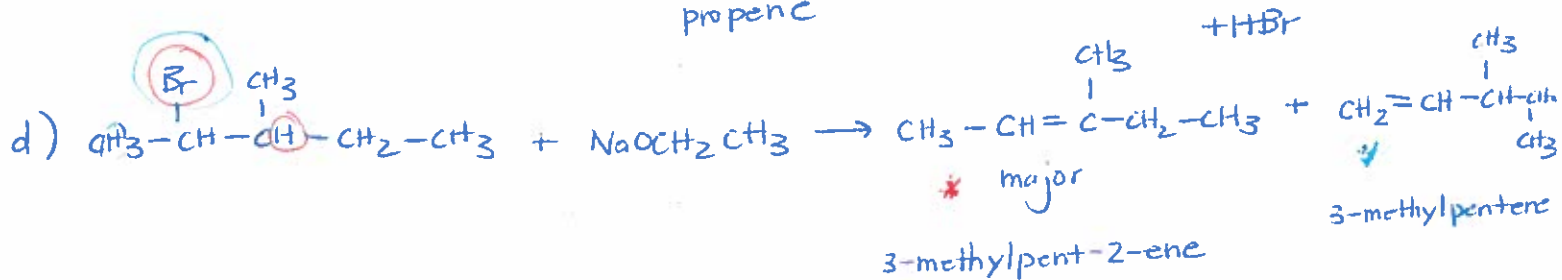 propene
+HBr
Br CH3
d) CH3-CH-CH-CH2-CH3 + NaOCH2CH3 → CH3-CH=C-CH2-CH3 + CH2=CH-CH-CH2
CH3 CH3
CH3
* major
3-methylpent-2-ene
3-methylpentene